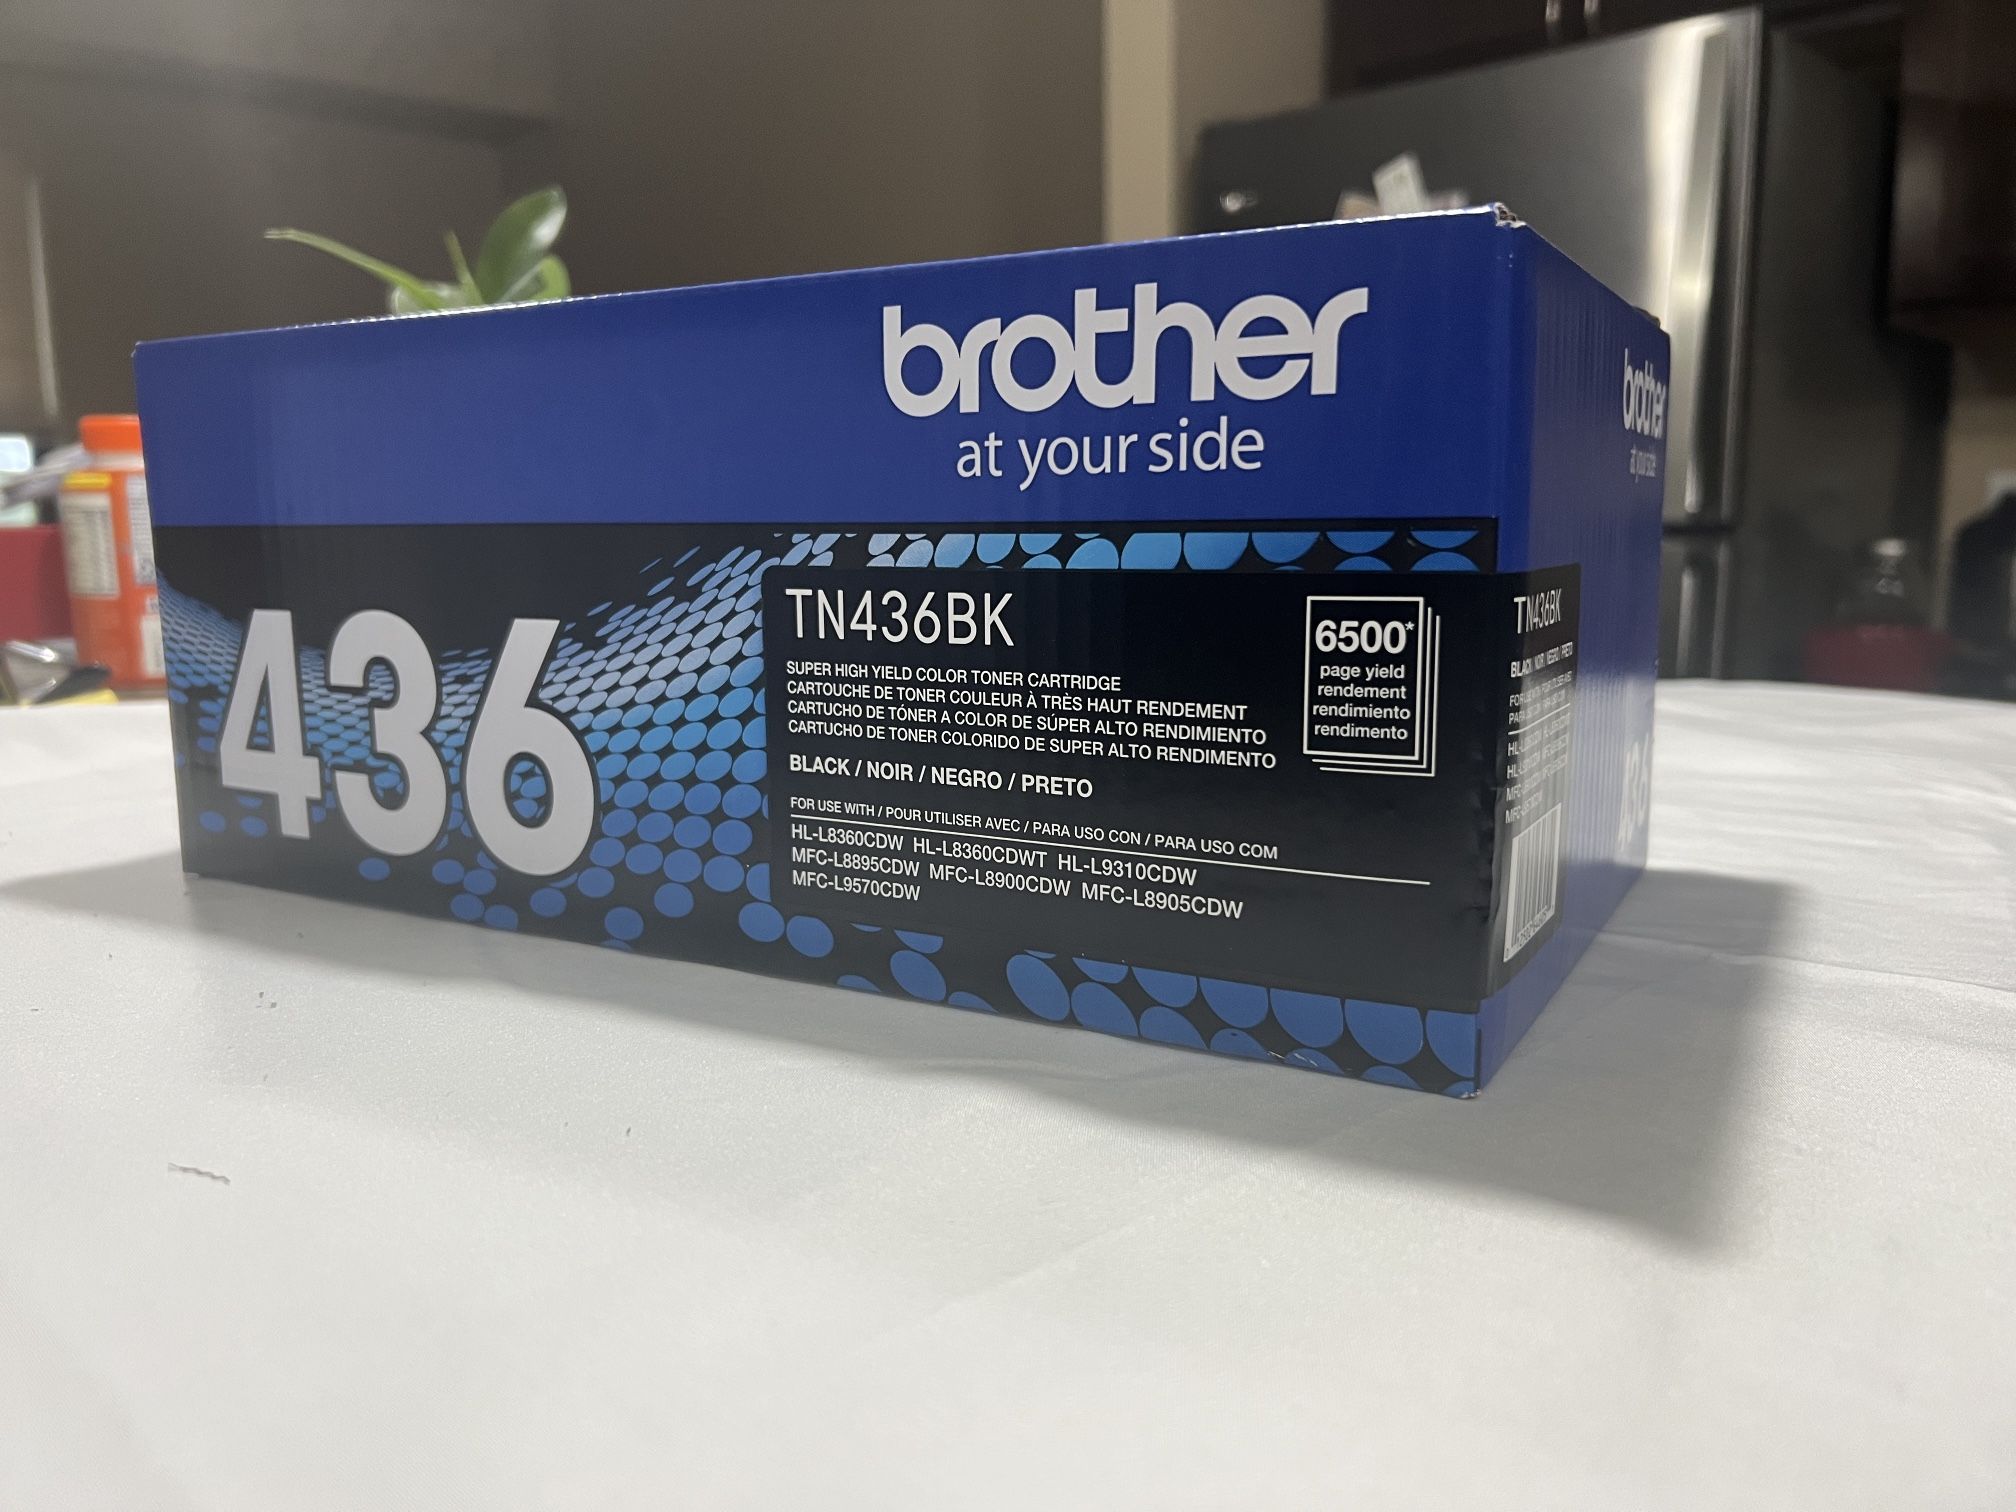 brother
at your side
436
TN436BK
SUPER HIGH YIELD COLOR TONER CARTRIDGE
CARTOUCHE DE TONER COULEUR À TRÈS HAUT RENDEMENT
CARTUCHO DE TÓNER A COLOR DE SÚPER ALTO RENDIMIENTO
CARTUCHO DE TONER COLORIDO DE SUPER ALTO RENDIMENTO
BLACK / NOIR / NEGRO / PRETO
FOR USE WITH / POUR UTILISER AVEC / PARA USO CON / PARA USO COM
HL-L8360CDW HL-L8360CDWT HL-L9310CDW
MFC-L8895CDW MFC-L8900CDW MFC-L8905CDW
MFC-L9570CDW
6500*
page yield
rendement
rendimiento
rendimento
brother
at your side
TN436BK
BLACK / NOIR / NEGRO / PRETO
436